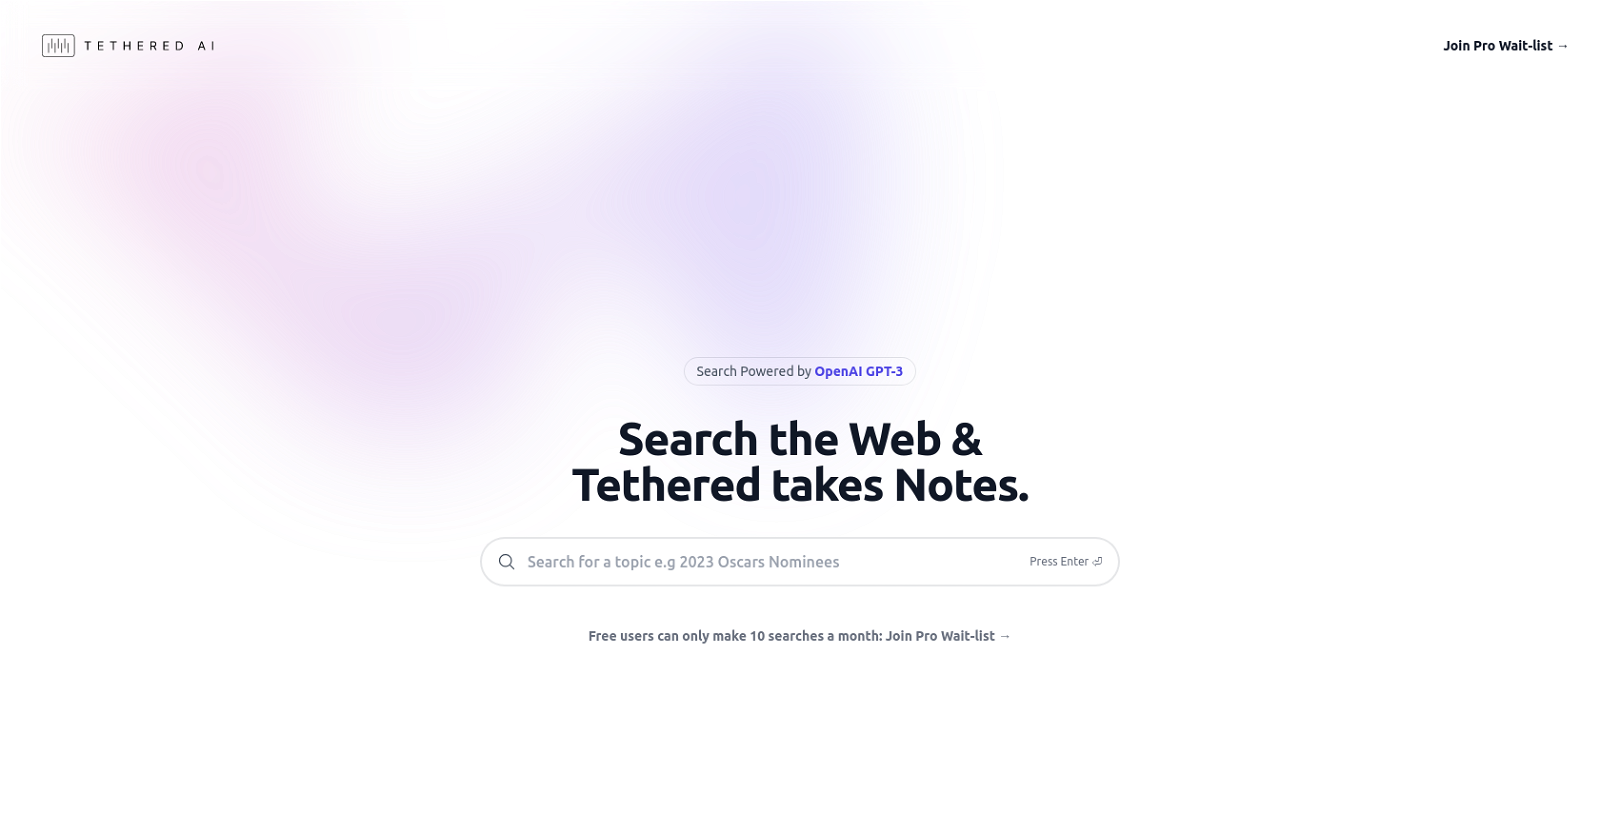 TETHERED AI
Join Pro Wait-list →
Search Powered by OpenAI GPT-3
Search the Web &
Tethered takes Notes.
Search for a topic e.g 2023 Oscars Nominees
Press Enter ⏎
Free users can only make 10 searches a month: Join Pro Wait-list →